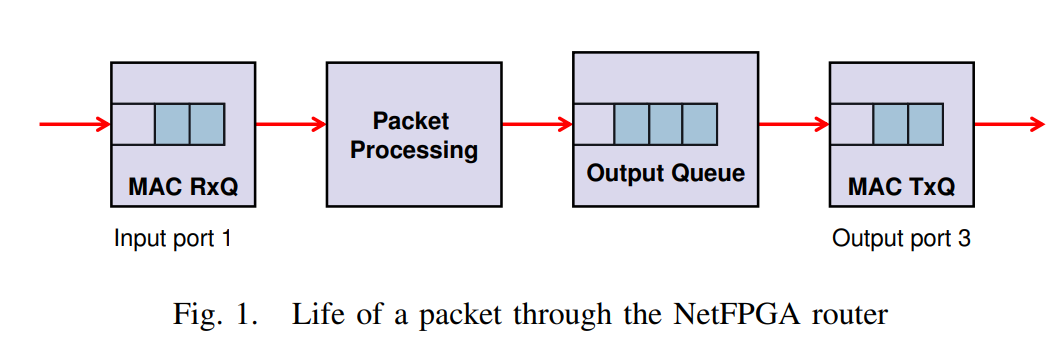 Packet
Processing
Output Queue
MAC RxQ
MAC TxQ
Input port 1
Output port 3
Fig. 1. Life of a packet through the NetFPGA router